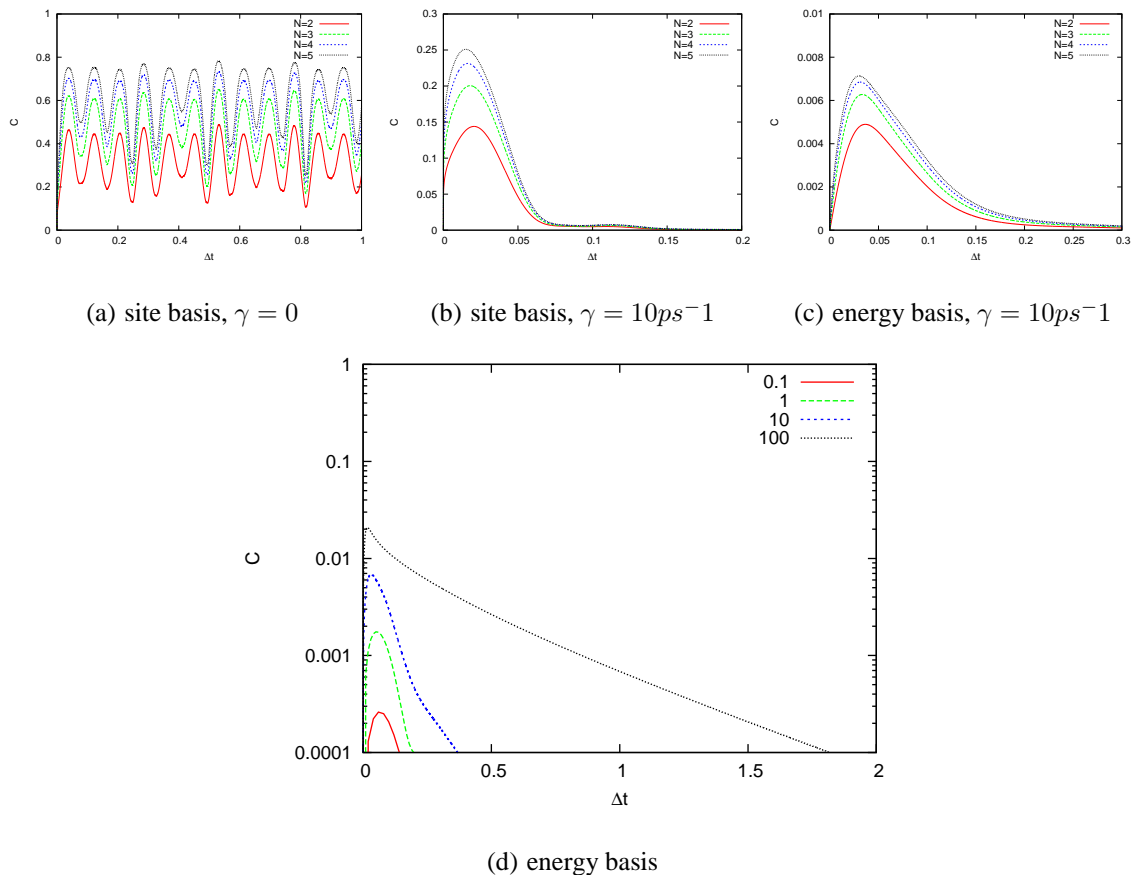 1
0.8
0.6
0.4
0.2
0
C
0
0.2
0.4
0.6
0.8
1
Δt
N=2
N=3
N=4
N=5
(a) site basis, γ = 0
0.3
0.25
0.20
0.15
0.1
0.05
0
C
0
0.05
0.1
0.15
0.2
Δt
N=2
N=3
N=4
N=5
(b) site basis, γ = 10ps−1
0.01
0.008
0.006
0.004
0.002
0
C
0
0.05
0.1
0.15
0.2
0.25
0.3
Δt
N=2
N=3
N=4
N=5
(c) energy basis, γ = 10ps−1
1
0.1
0.01
0.001
0.0001
C
0
0.5
1
1.5
2
Δt
0.1
1
10
100
(d) energy basis